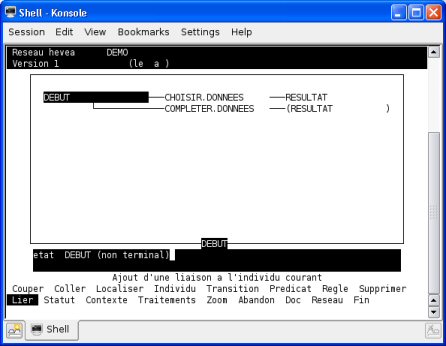 Shell - Konsole
Session Edit View Bookmarks Settings Help
Reseau hevea DEMO
Version 1 (le a )
DEBUT CHOISIR.DONNEES RESULTAT
COMPLETER.DONNEES (RESULTAT )
DEBUT
etat DEBUT (non terminal)
Ajout d'une liaison a l'individu courant
Couper Coller Localiser Individu Transition Predicat Regle Supprimer
Lier Statut Contexte Traitements Zoom Abandon Doc Reseau Fin
Shell